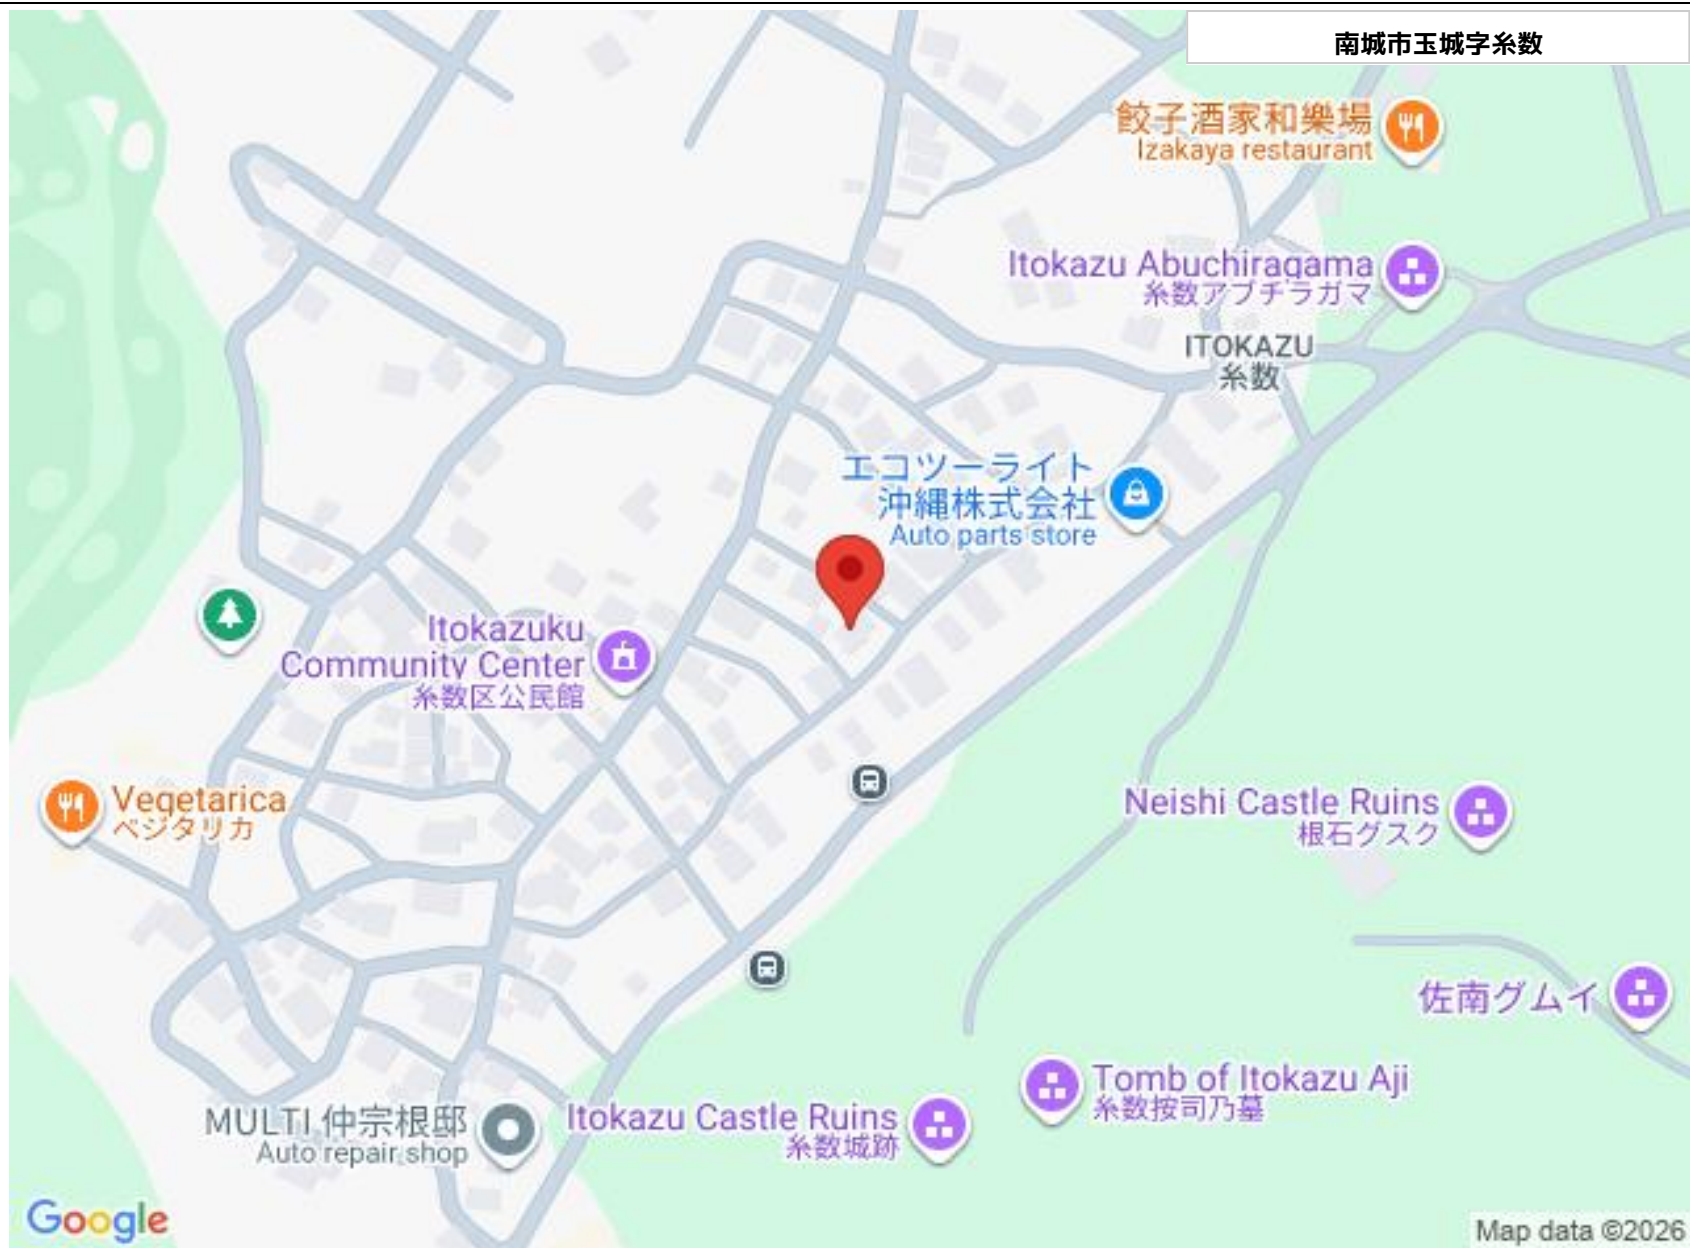 南城市玉城字糸数
餃子酒家和樂場
Izakaya restaurant
Itokazu Abuchiragama
糸数アブチラガマ
ITOKAZU
糸数
エコツーライト
沖縄株式会社
Auto parts store
Itokazuku
Community Center
糸数区公民館
Vegetarica
ベジタリカ
Neishi Castle Ruins
根石グスク
佐南グムイ
Tomb of Itokazu Aji
糸数按司乃墓
MULTI 仲宗根邸
Auto repair shop
Itokazu Castle Ruins
糸数城跡
Google
Map data ©2026